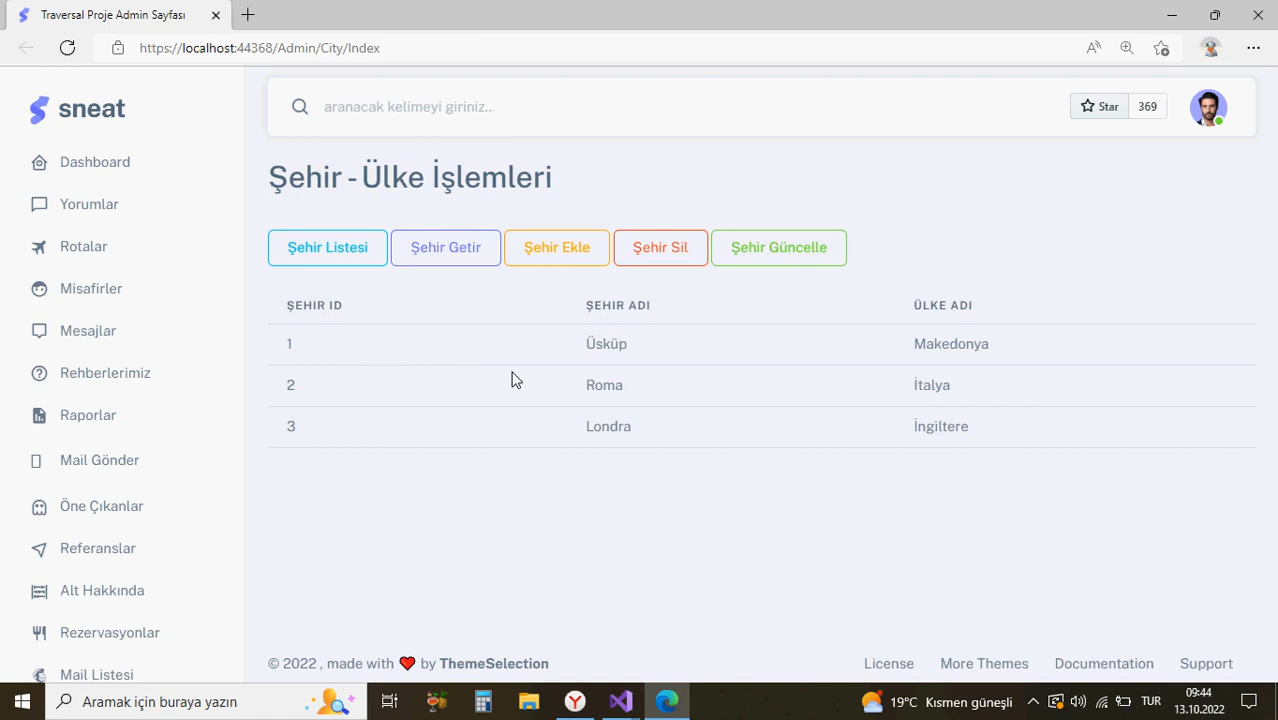 Traversal Proje Admin Sayfası
https://localhost:44368/Admin/City/Index
sneat
aranacak kelimeyi giriniz..
Star 369
Dashboard
Yorumlar
Rotalar
Misafirler
Mesajlar
Rehberlerimiz
Raporlar
Mail Gönder
Öne Çıkanlar
Referanslar
Alt Hakkında
Rezervasyonlar
Mail Listesi
Şehir - Ülke İşlemleri
Şehir Listesi Şehir Getir Şehir Ekle Şehir Sil Şehir Güncelle
ŞEHIR ID ŞEHIR ADI ÜLKE ADI
1 Üsküp Makedonya
2 Roma İtalya
3 Londra İngiltere
© 2022 , made with ❤️ by ThemeSelection License More Themes Documentation Support
Aramak için buraya yazın
19°C Kısmen güneşli
TUR
09:44
13.10.2022